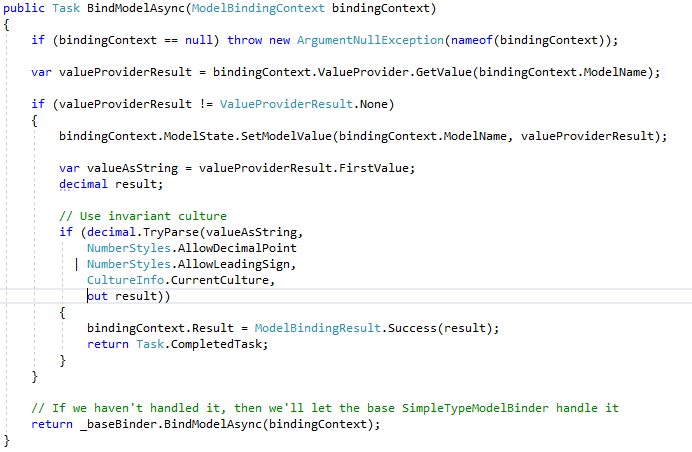 public Task BindModelAsync(ModelBindingContext bindingContext)
{
    if (bindingContext == null) throw new ArgumentNullException(nameof(bindingContext));

    var valueProviderResult = bindingContext.ValueProvider.GetValue(bindingContext.ModelName);

    if (valueProviderResult != ValueProviderResult.None)
    {
        bindingContext.ModelState.SetModelValue(bindingContext.ModelName, valueProviderResult);

        var valueAsString = valueProviderResult.FirstValue;
        decimal result;

        // Use invariant culture
        if (decimal.TryParse(valueAsString,
            NumberStyles.AllowDecimalPoint
          | NumberStyles.AllowLeadingSign,
            CultureInfo.CurrentCulture,
            out result))
        {
            bindingContext.Result = ModelBindingResult.Success(result);
            return Task.CompletedTask;
        }
    }

    // If we haven't handled it, then we'll let the base SimpleTypeModelBinder handle it
    return _baseBinder.BindModelAsync(bindingContext);
}